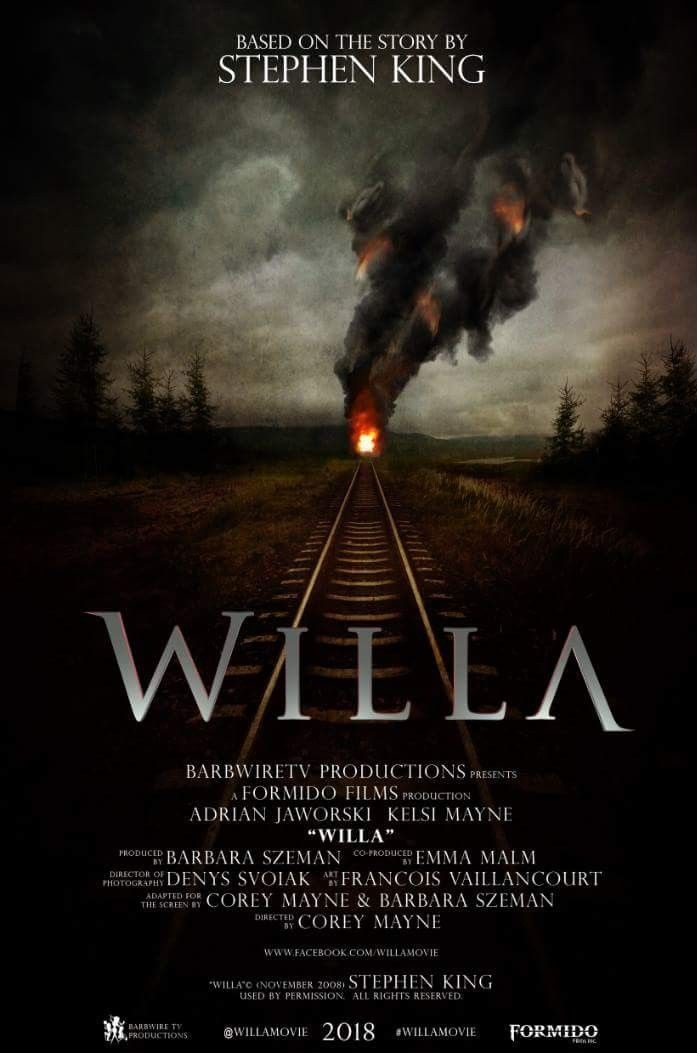 BASED ON THE STORY BY
STEPHEN KING
WILLA
BARBWIRETV PRODUCTIONS PRESENTS
A FORMIDO FILMS PRODUCTION
ADRIAN JAWORSKI KELSI MAYNE
"WILLA"
PRODUCED BY BARBARA SZEMAN CO-PRODUCED BY EMMA MALM
DIRECTOR OF PHOTOGRAPHY DENYS SVOIAK ART BY FRANCOIS VAILLANCOURT
ADAPTED FOR THE SCREEN BY COREY MAYNE & BARBARA SZEMAN
DIRECTED BY COREY MAYNE
WWW.FACEBOOK.COM/WILLAMOVIE
"WILLA"© (NOVEMBER 2008) STEPHEN KING
USED BY PERMISSION. ALL RIGHTS RESERVED.
BARBWIRE TV PRODUCTIONS @WILLAMOVIE 2018 #WILLAMOVIE FORMIDO FILMS INC.